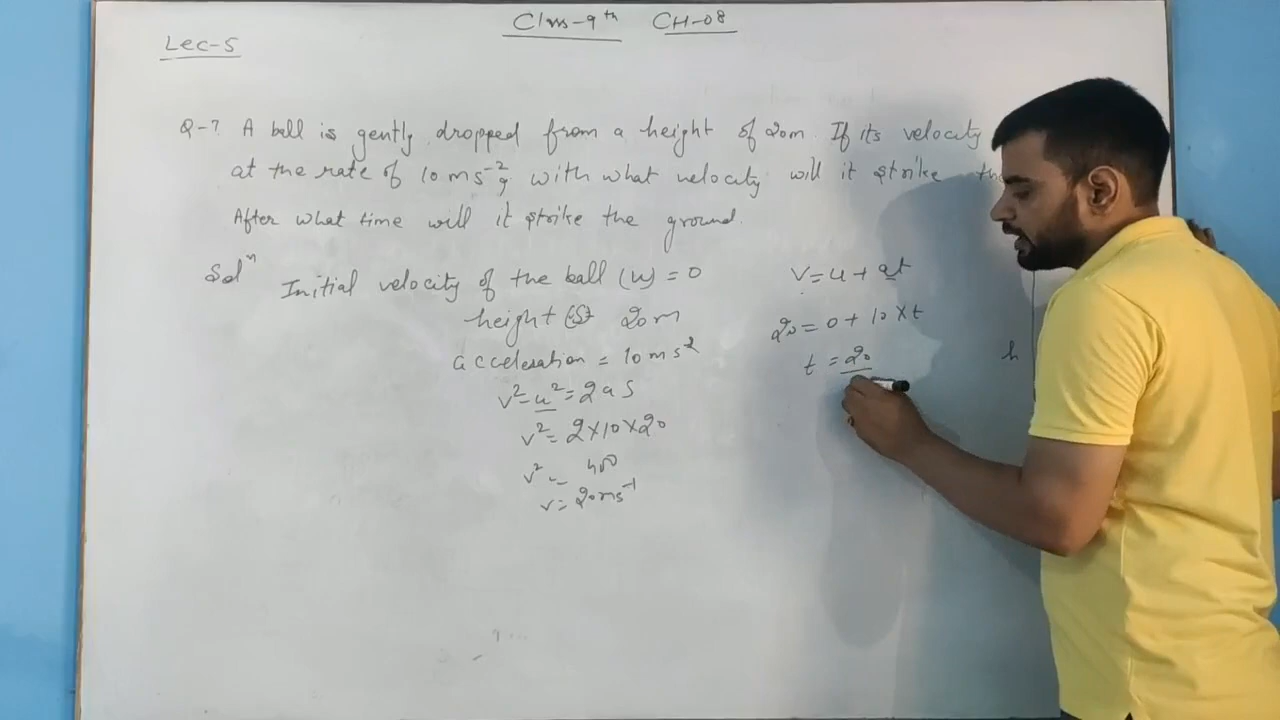 Class-9th CH-08
Lec-5
Q-7 A ball is gently dropped from a height of 20m. If its velocity
at the rate of 10 ms⁻², with what velocity will it strike the
After what time will it strike the ground.
Solⁿ Initial velocity of the ball (u) = 0
height (S) 20m
acceleration = 10ms²
v²-u²=2as
v²=2×10×20
v² = 400
v= 20ms⁻¹
v=u+at
20=0+10×t
t = 20
h